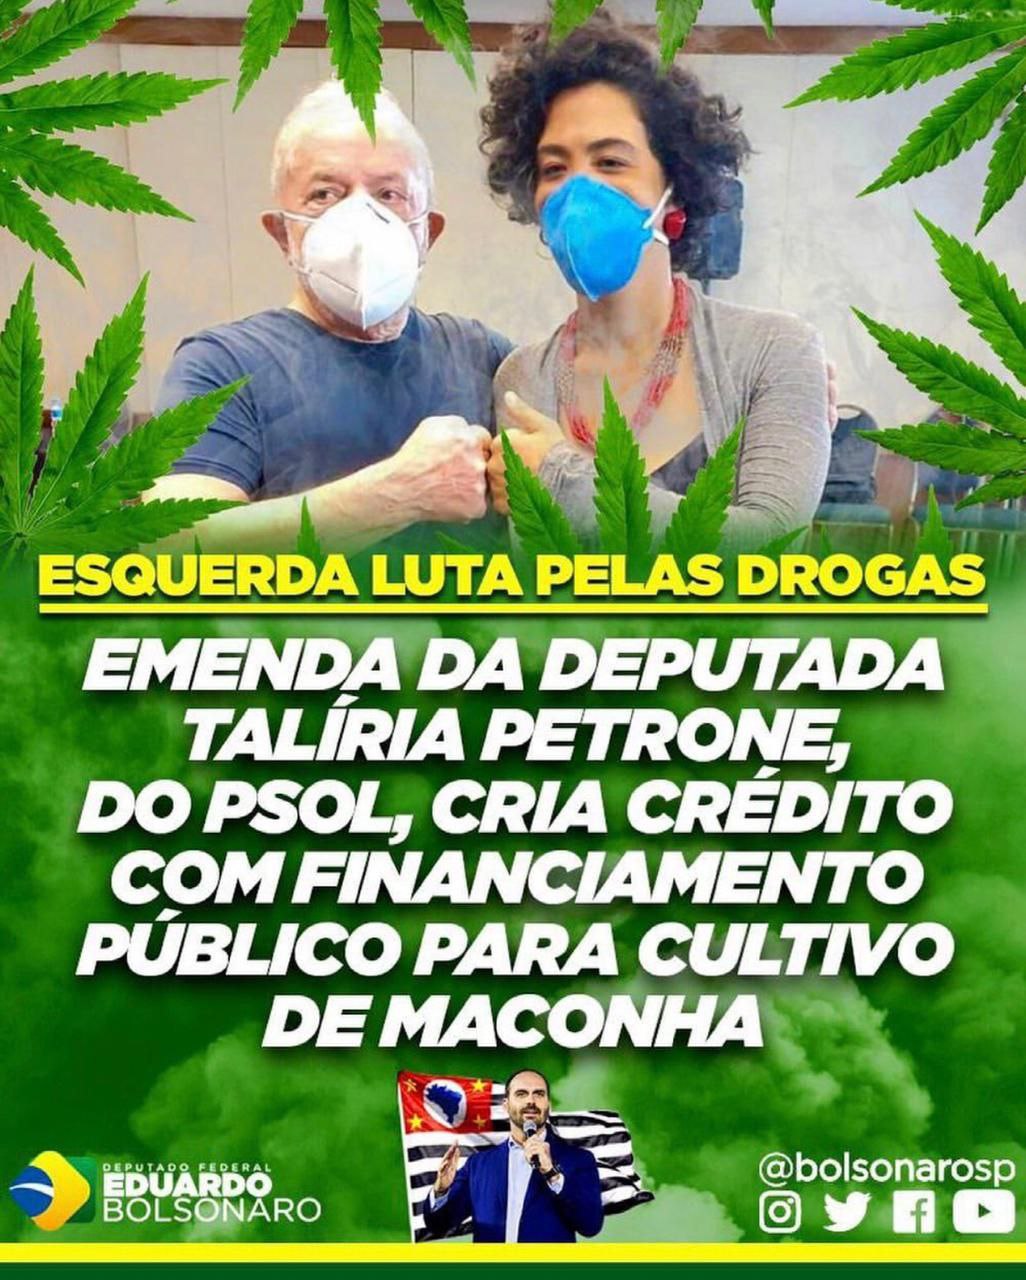 ESQUERDA LUTA PELAS DROGAS
EMENDA DA DEPUTADA
TALÍRIA PETRONE,
DO PSOL, CRIA CRÉDITO
COM FINANCIAMENTO
PÚBLICO PARA CULTIVO
DE MACONHA
DEPUTADO FEDERAL
EDUARDO
BOLSONARO
@bolsonarosp